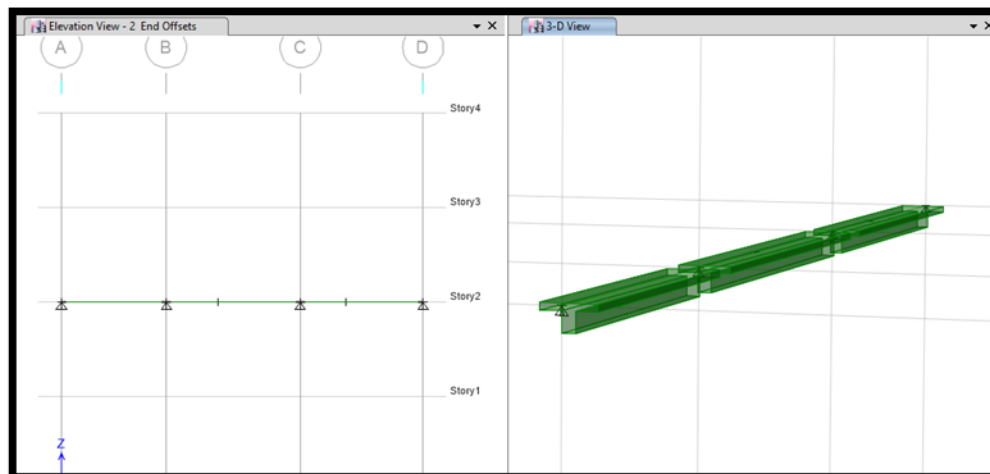 Elevation View - 2 End Offsets
A B C D
Story4
Story3
Story2
Story1
Z
3-D View